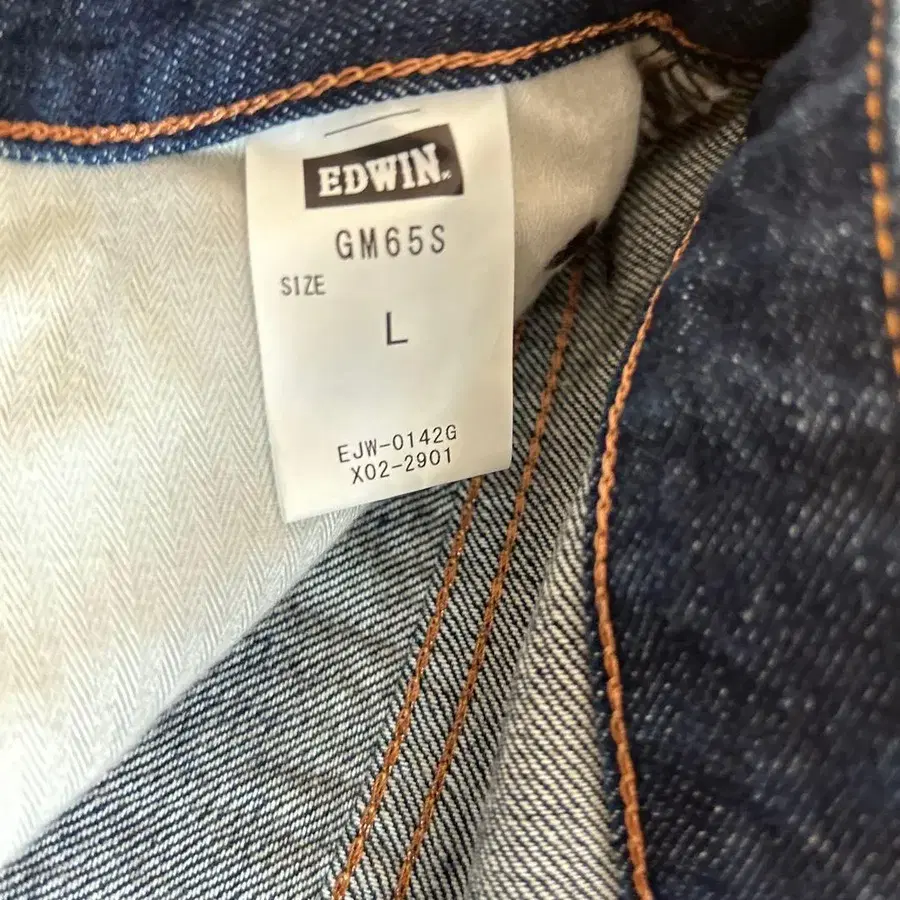 EDWIN
GM65S
SIZE
L
EJW-0142G
X02-2901